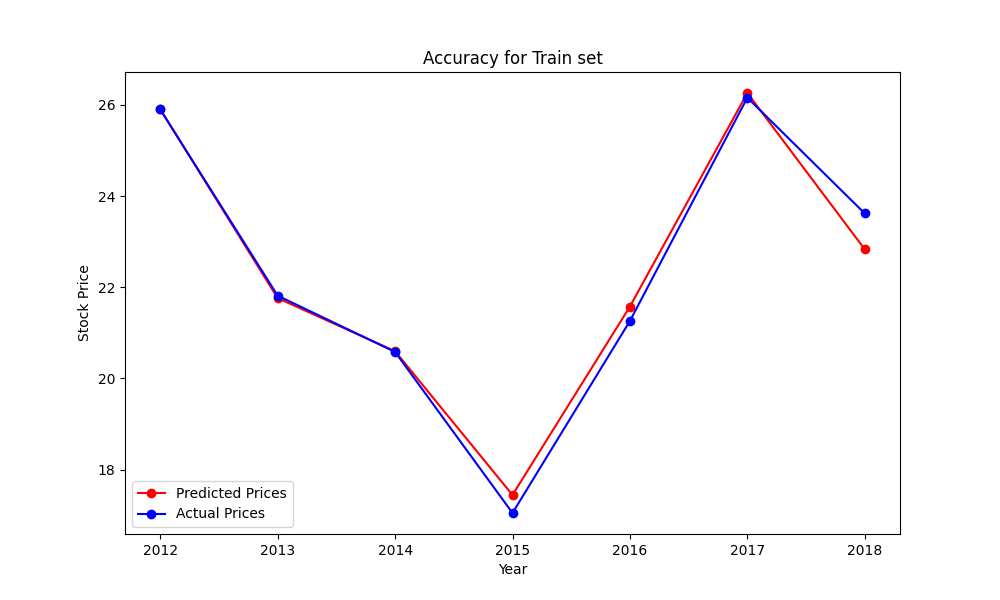 Accuracy for Train set
26
24
22
20
18
Stock Price
Predicted Prices
Actual Prices
2012 2013 2014 2015 2016 2017 2018
Year